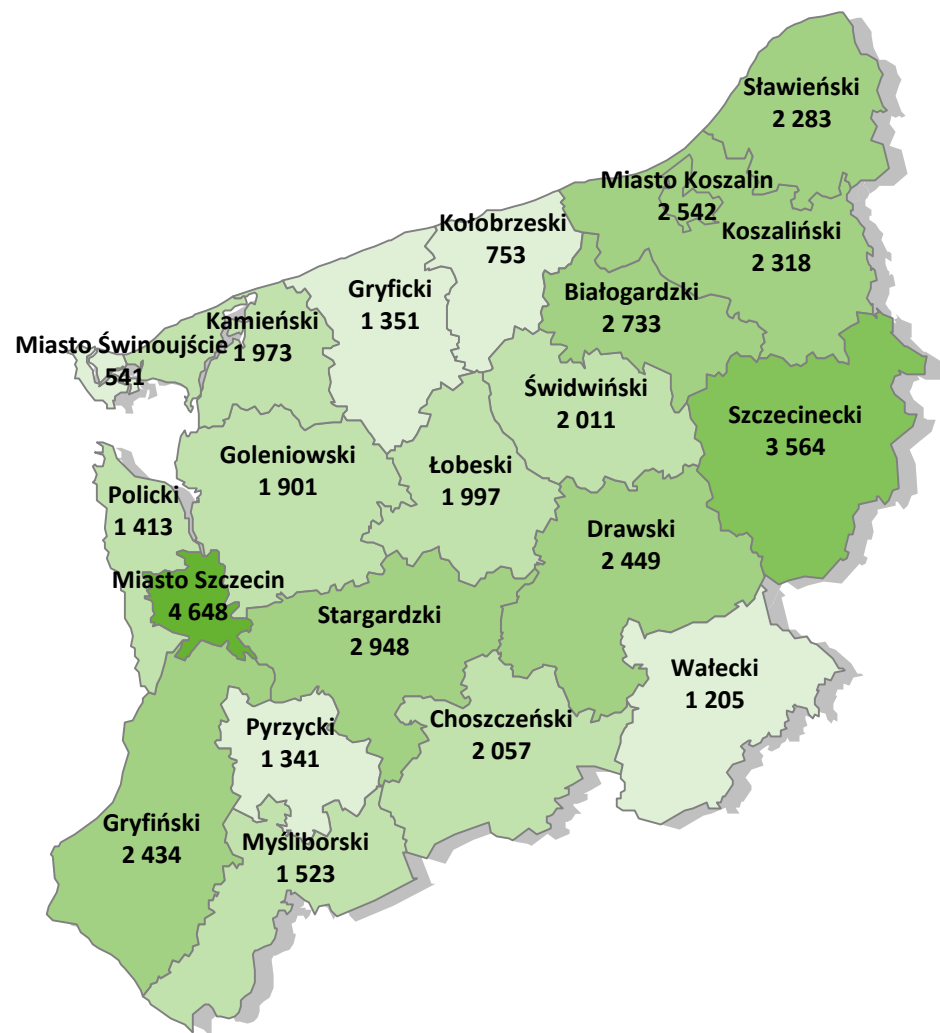 Sławieński
2 283
Miasto Koszalin
2 542
Koszaliński
2 318
Kołobrzeski
753
Gryficki
1 351
Białogardzki
2 733
Kamieński
1 973
Miasto Świnoujście
541
Świdwiński
2 011
Szczecinecki
3 564
Goleniowski
1 901
Łobeski
1 997
Policki
1 413
Drawski
2 449
Miasto Szczecin
4 648
Stargardzki
2 948
Wałecki
1 205
Choszczeński
2 057
Pyrzycki
1 341
Gryfiński
2 434
Myśliborski
1 523